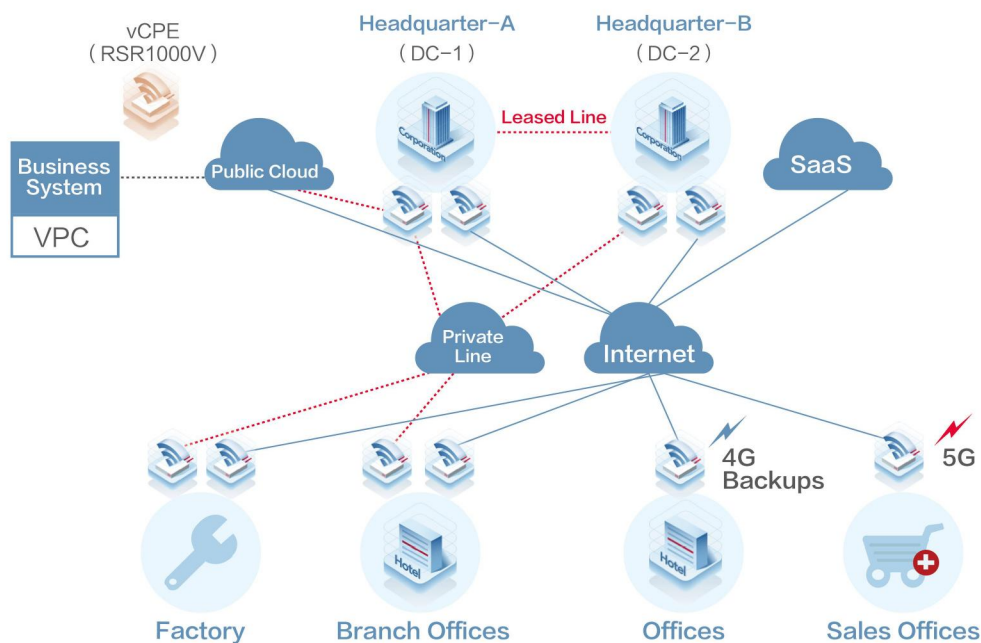 vCPE
(RSR1000V)
Headquarter-A
(DC-1)
Headquarter-B
(DC-2)
Corporation
Leased Line
Corporation
Business
System
VPC
Public Cloud
SaaS
Private
Line
Internet
4G
Backups
5G
Hotel
Hotel
Factory
Branch Offices
Offices
Sales Offices